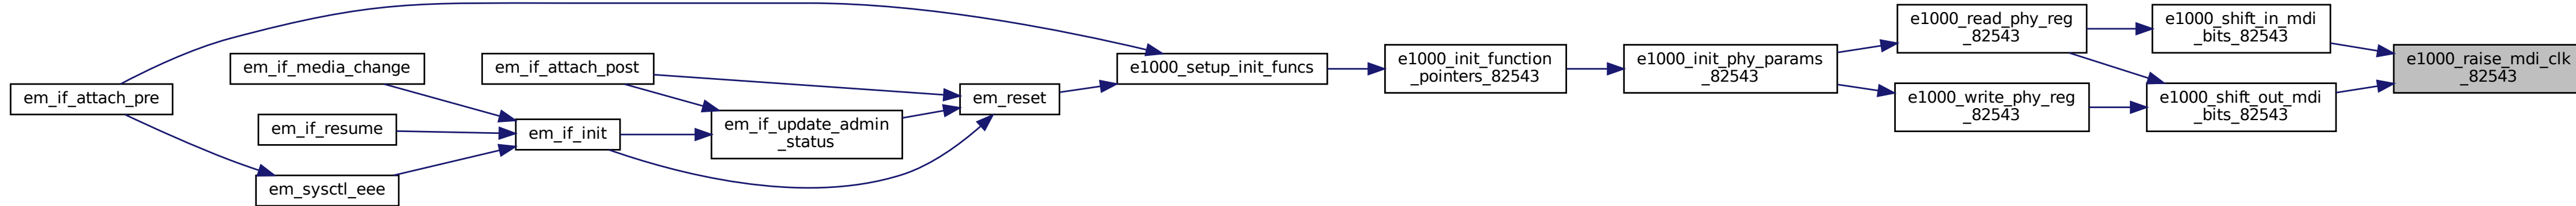 em_if_attach_pre
em_if_media_change
em_if_resume
em_sysctl_eee
em_if_attach_post
em_if_init
em_if_update_admin
_status
em_reset
e1000_setup_init_funcs
e1000_init_function
_pointers_82543
e1000_init_phy_params
_82543
e1000_read_phy_reg
_82543
e1000_write_phy_reg
_82543
e1000_shift_in_mdi
_bits_82543
e1000_shift_out_mdi
_bits_82543
e1000_raise_mdi_clk
_82543